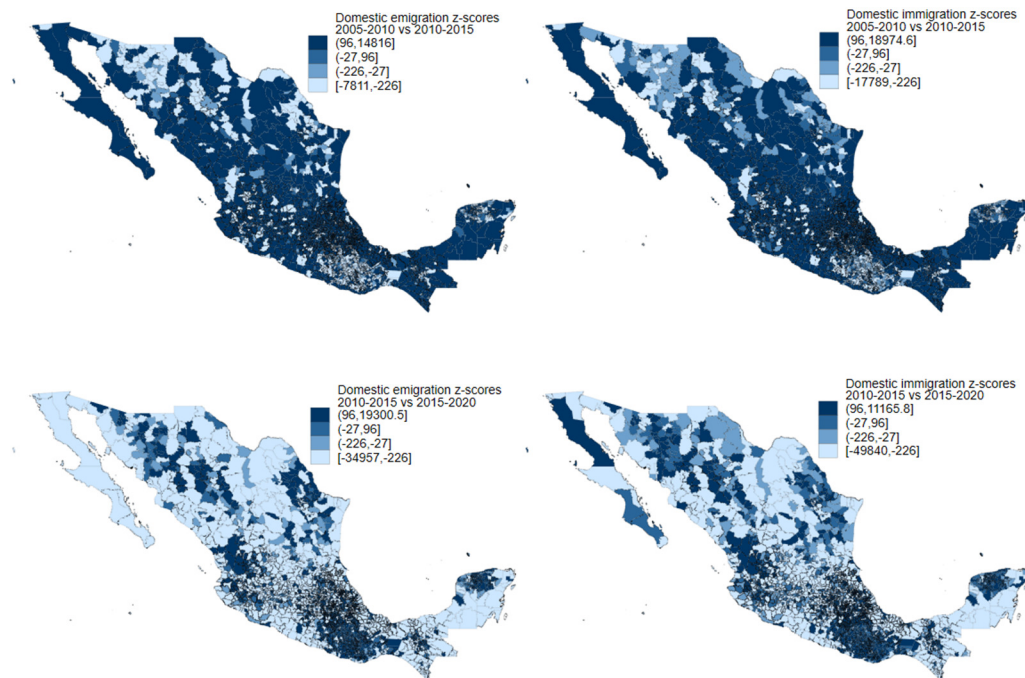 Domestic emigration z-scores
2005-2010 vs 2010-2015
(96,14816]
(-27,96]
(-226,-27]
[-7811,-226]
Domestic immigration z-scores
2005-2010 vs 2010-2015
(96,18974.6]
(-27,96]
(-226,-27]
[-17789,-226]
Domestic emigration z-scores
2010-2015 vs 2015-2020
(96,19300.5]
(-27,96]
(-226,-27]
[-34957,-226]
Domestic immigration z-scores
2010-2015 vs 2015-2020
(96,11165.8]
(-27,96]
(-226,-27]
[-49840,-226]